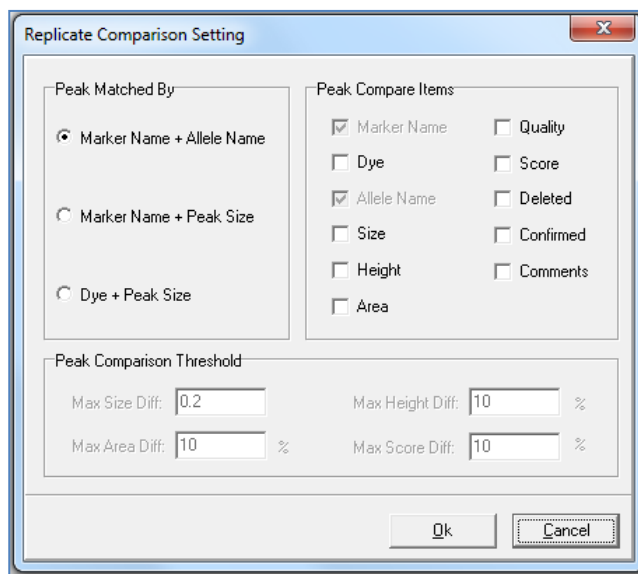 Replicate Comparison Setting
x
Peak Matched By
Marker Name + Allele Name
Marker Name + Peak Size
Dye + Peak Size
Peak Compare Items
Marker Name
Dye
Allele Name
Size
Height
Area
Quality
Score
Deleted
Confirmed
Comments
Peak Comparison Threshold
Max Size Diff: 0.2
Max Height Diff: 10 %
Max Area Diff: 10 %
Max Score Diff: 10 %
Ok
Cancel